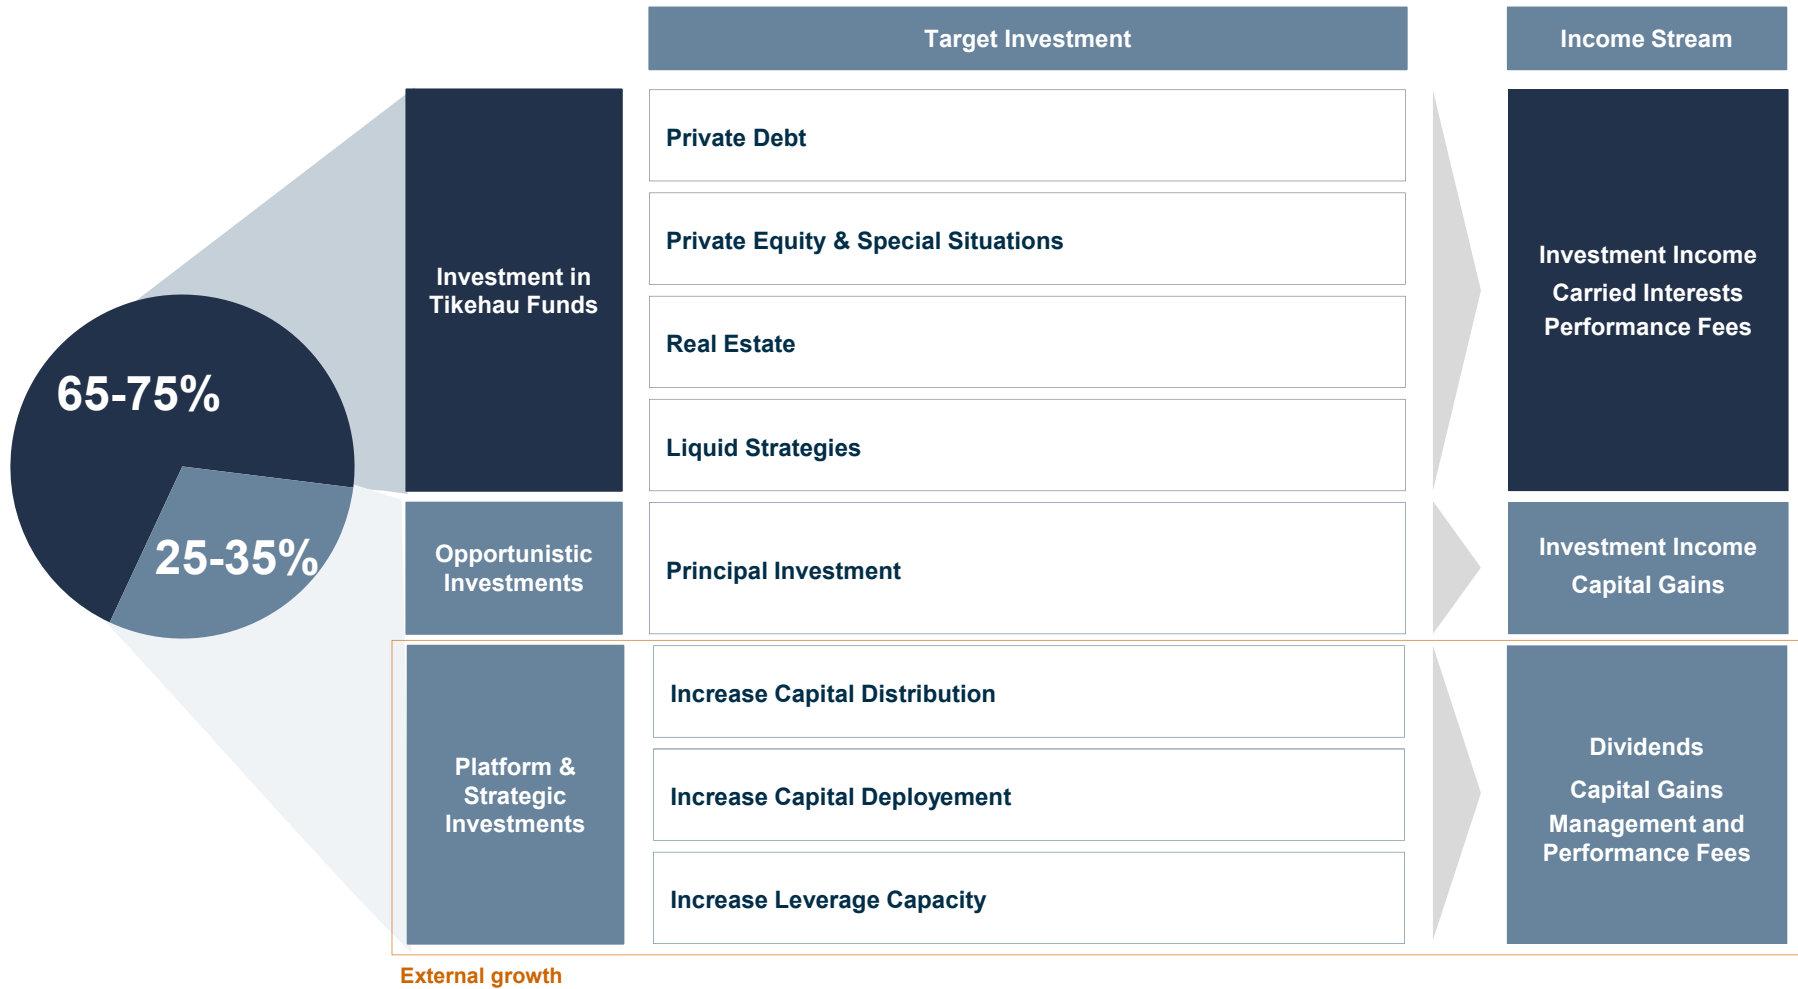 Target Investment
Income Stream
65-75%
25-35%
Investment in
Tikehau Funds
Private Debt
Private Equity & Special Situations
Real Estate
Liquid Strategies
Investment Income
Carried Interests
Performance Fees
Opportunistic
Investments
Principal Investment
Investment Income
Capital Gains
Platform &
Strategic
Investments
Increase Capital Distribution
Increase Capital Deployement
Increase Leverage Capacity
Dividends
Capital Gains
Management and
Performance Fees
External growth